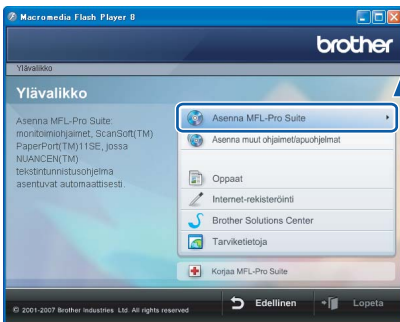 Macromedia Flash Player 8
brother
Ylävalikko
Ylävalikko
Asenna MFL-Pro Suite:
monitoimiohjaimet, ScanSoft(TM)
PaperPort(TM)11SE, jossa
NUANCEN(TM)
tekstintunnistusohjelma
asentuvat automaattisesti.
Asenna MFL-Pro Suite
Asenna muut ohjaimet/apuohjelmat
Oppaat
Internet-rekisteröinti
Brother Solutions Center
Tarviketietoja
Korjaa MFL-Pro Suite
© 2001-2007 Brother Industries Ltd. All rights reserved
Edellinen
Lopeta